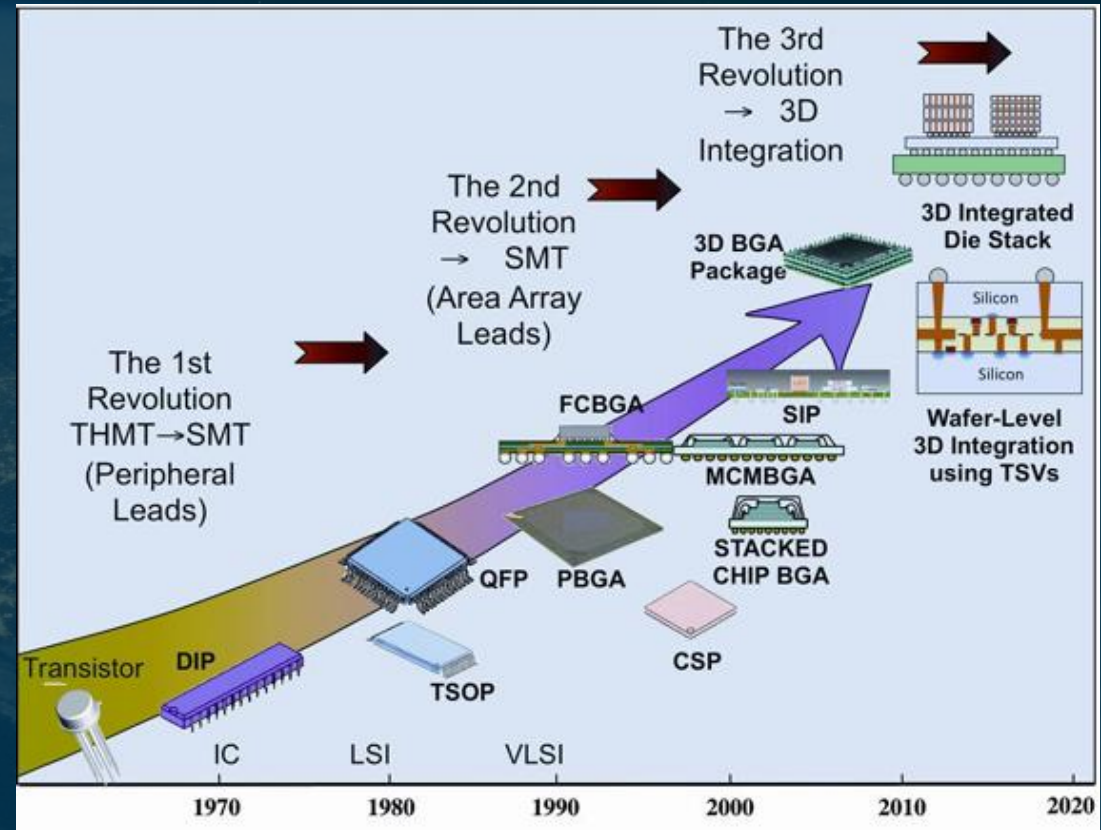 The 3rd
Revolution
→ 3D
Integration
3D Integrated
Die Stack
The 2nd
Revolution
→ SMT
(Area Array
Leads)
3D BGA
Package
Silicon
Silicon
Wafer-Level
3D Integration
using TSVs
The 1st
Revolution
THMT→SMT
(Peripheral
Leads)
FCBGA
SIP
MCMBGA
STACKED
CHIP BGA
QFP
PBGA
CSP
Transistor
DIP
TSOP
IC
LSI
VLSI
1970
1980
1990
2000
2010
2020